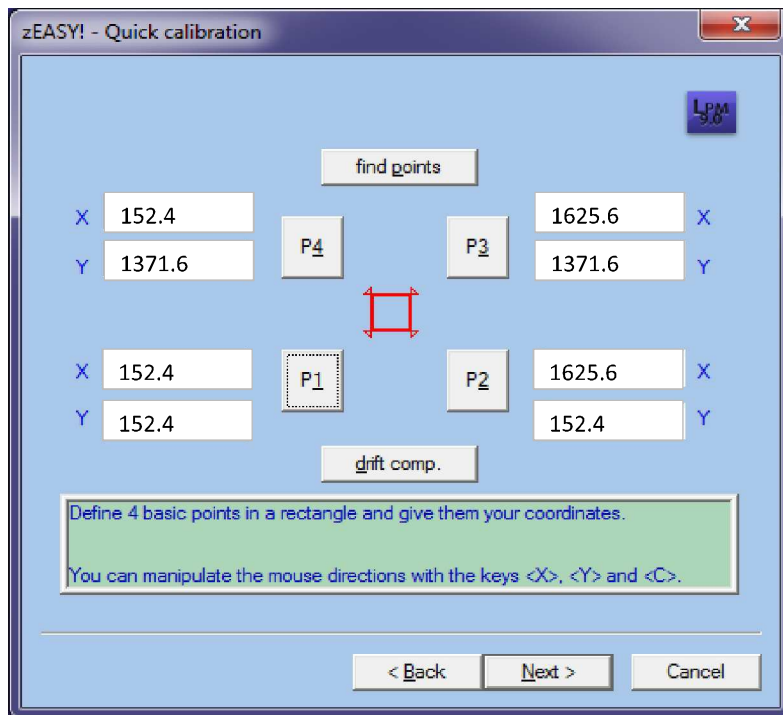 zEASY! - Quick calibration
LPM
9.0
find points
X 152.4 1625.6 X
P4 P3
Y 1371.6 1371.6 Y
X 152.4 P1 P2 1625.6 X
Y 152.4 152.4 Y
drift comp.
Define 4 basic points in a rectangle and give them your coordinates.
You can manipulate the mouse directions with the keys <X>, <Y> and <C>.
< Back Next > Cancel